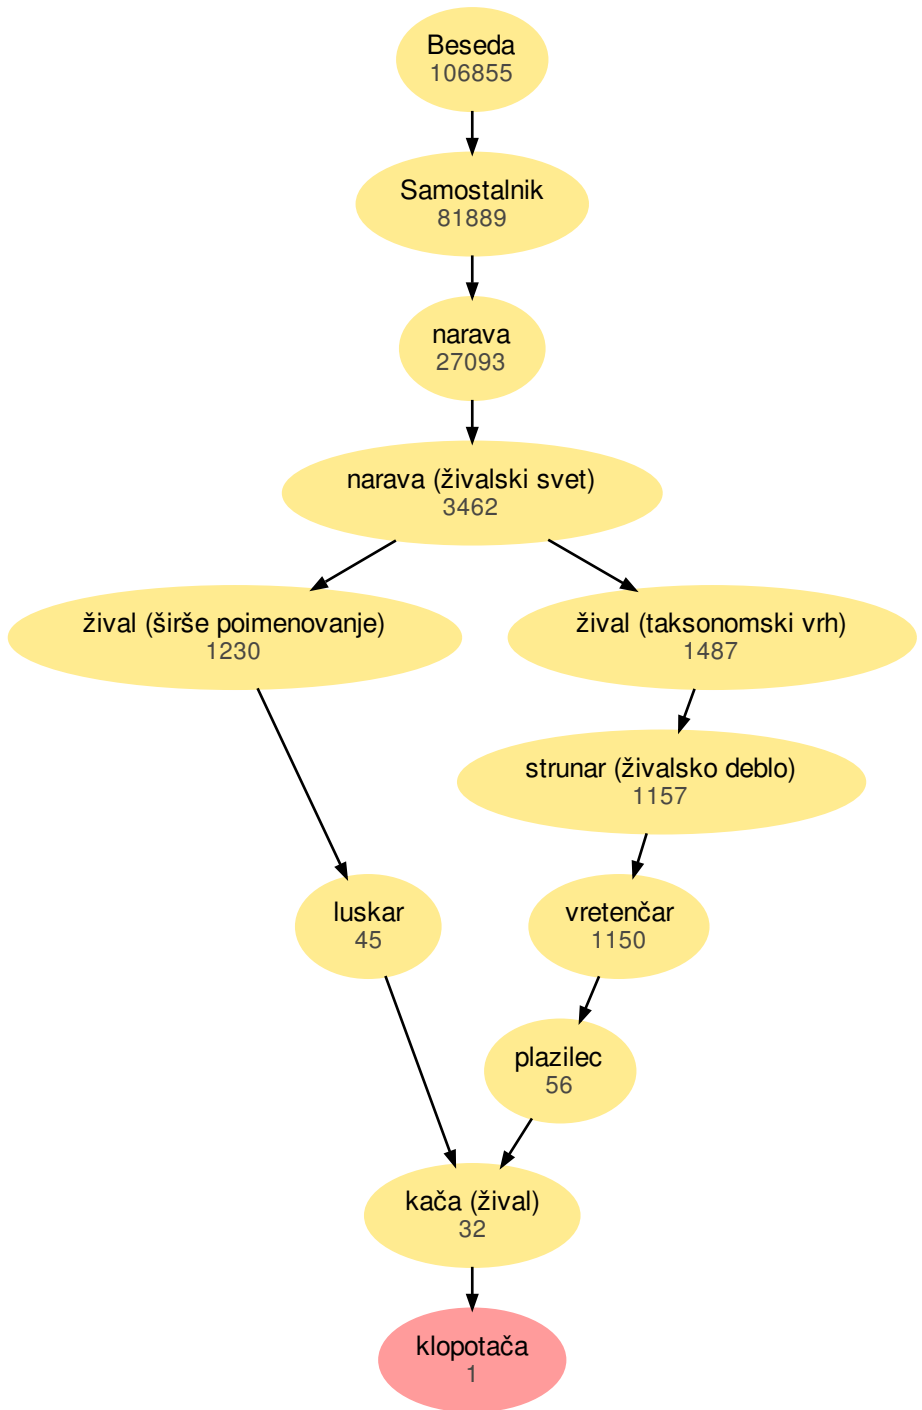 Beseda
106855
Samostalnik
81889
narava
27093
narava (živalski svet)
3462
žival (širše poimenovanje)
1230
žival (taksonomski vrh)
1487
strunar (živalsko deblo)
1157
luskar
45
vretenčar
1150
plazilec
56
kača (žival)
32
klopotača
1